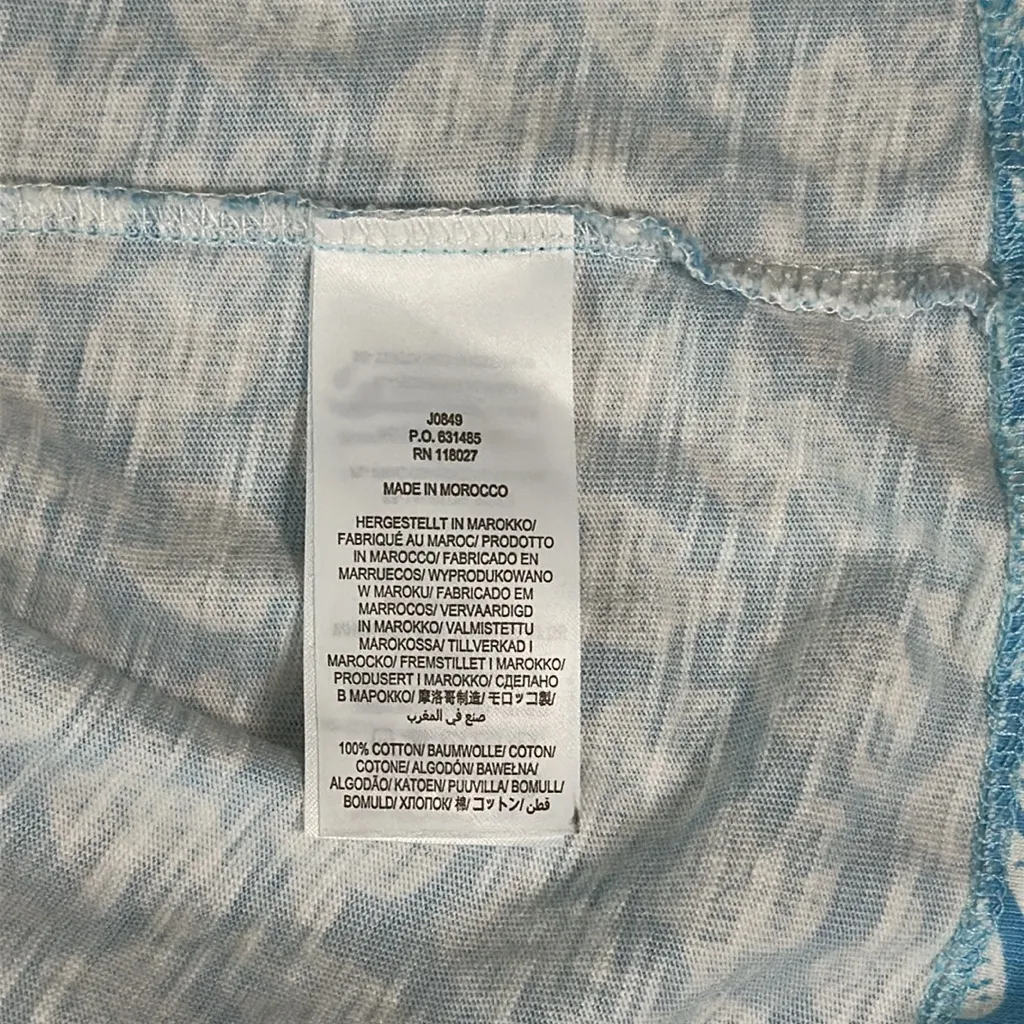 J0849
P.O. 631485
RN 118027
MADE IN MOROCCO
HERGESTELLT IN MAROKKO/
FABRIQUÉ AU MAROC/ PRODOTTO
IN MAROCCO/ FABRICADO EN
MARRUECOS/ WYPRODUKOWANO
W MAROKU/ FABRICADO EM
MARROCOS/ VERVAARDIGD
IN MAROKKO/ VALMISTETTU
MAROKOSSA/ TILLVERKAD I
MAROCKO/ FREMSTILLET I MAROKKO/
PRODUSERT I MAROKKO/ СДЕЛАНО
В МАРОККО/ 摩洛哥制造/ モロッコ製/
صنع في المغرب
100% COTTON/ BAUMWOLLE/ COTON/
COTONE/ ALGODÓN/ BAWEŁNA/
ALGODÃO/ KATOEN/ PUUVILLA/ BOMULL/
BOMULD/ ХЛОПОК/ 棉/ コットン/ قطن